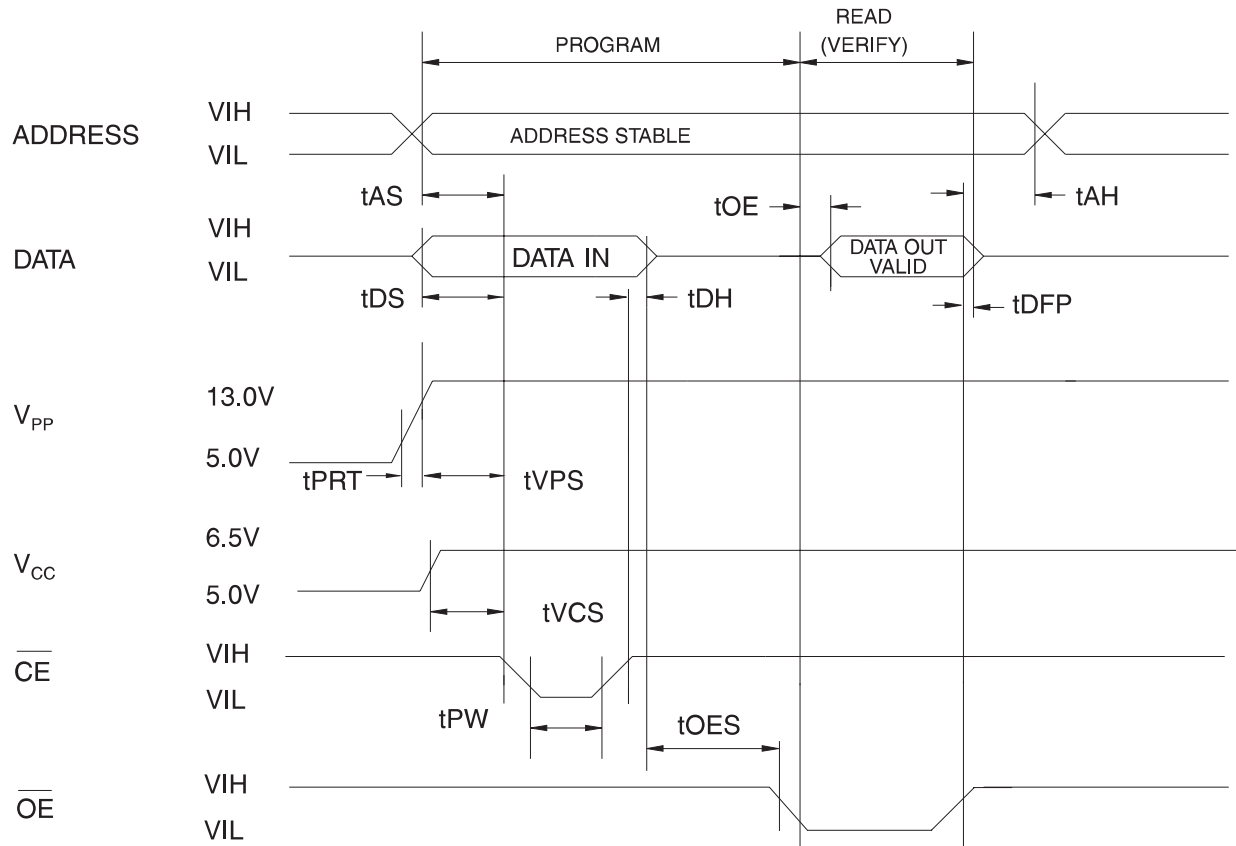 READ
PROGRAM (VERIFY)
ADDRESS VIH
VIL
ADDRESS STABLE
tAS tOE tAH
DATA VIH
VIL
DATA IN
DATA OUT
VALID
tDS tDH tDFP
VPP 13.0V
5.0V
tPRT tVPS
VCC 6.5V
5.0V
tVCS
CE VIH
VIL
tPW tOES
OE VIH
VIL